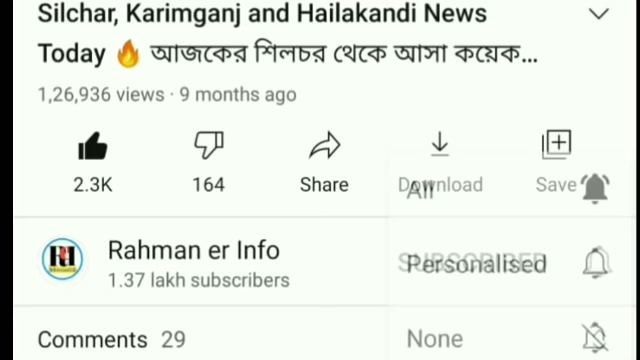 Silchar, Karimganj and Hailakandi News
Today 🔥 আজকের শিলচর থেকে আসা কয়েক...
1,26,936 views · 9 months ago
2.3K 164 Share Download Save
All
Rahman er Info
SUBSCRIBED
Personalised
1.37 lakh subscribers
Comments 29
None